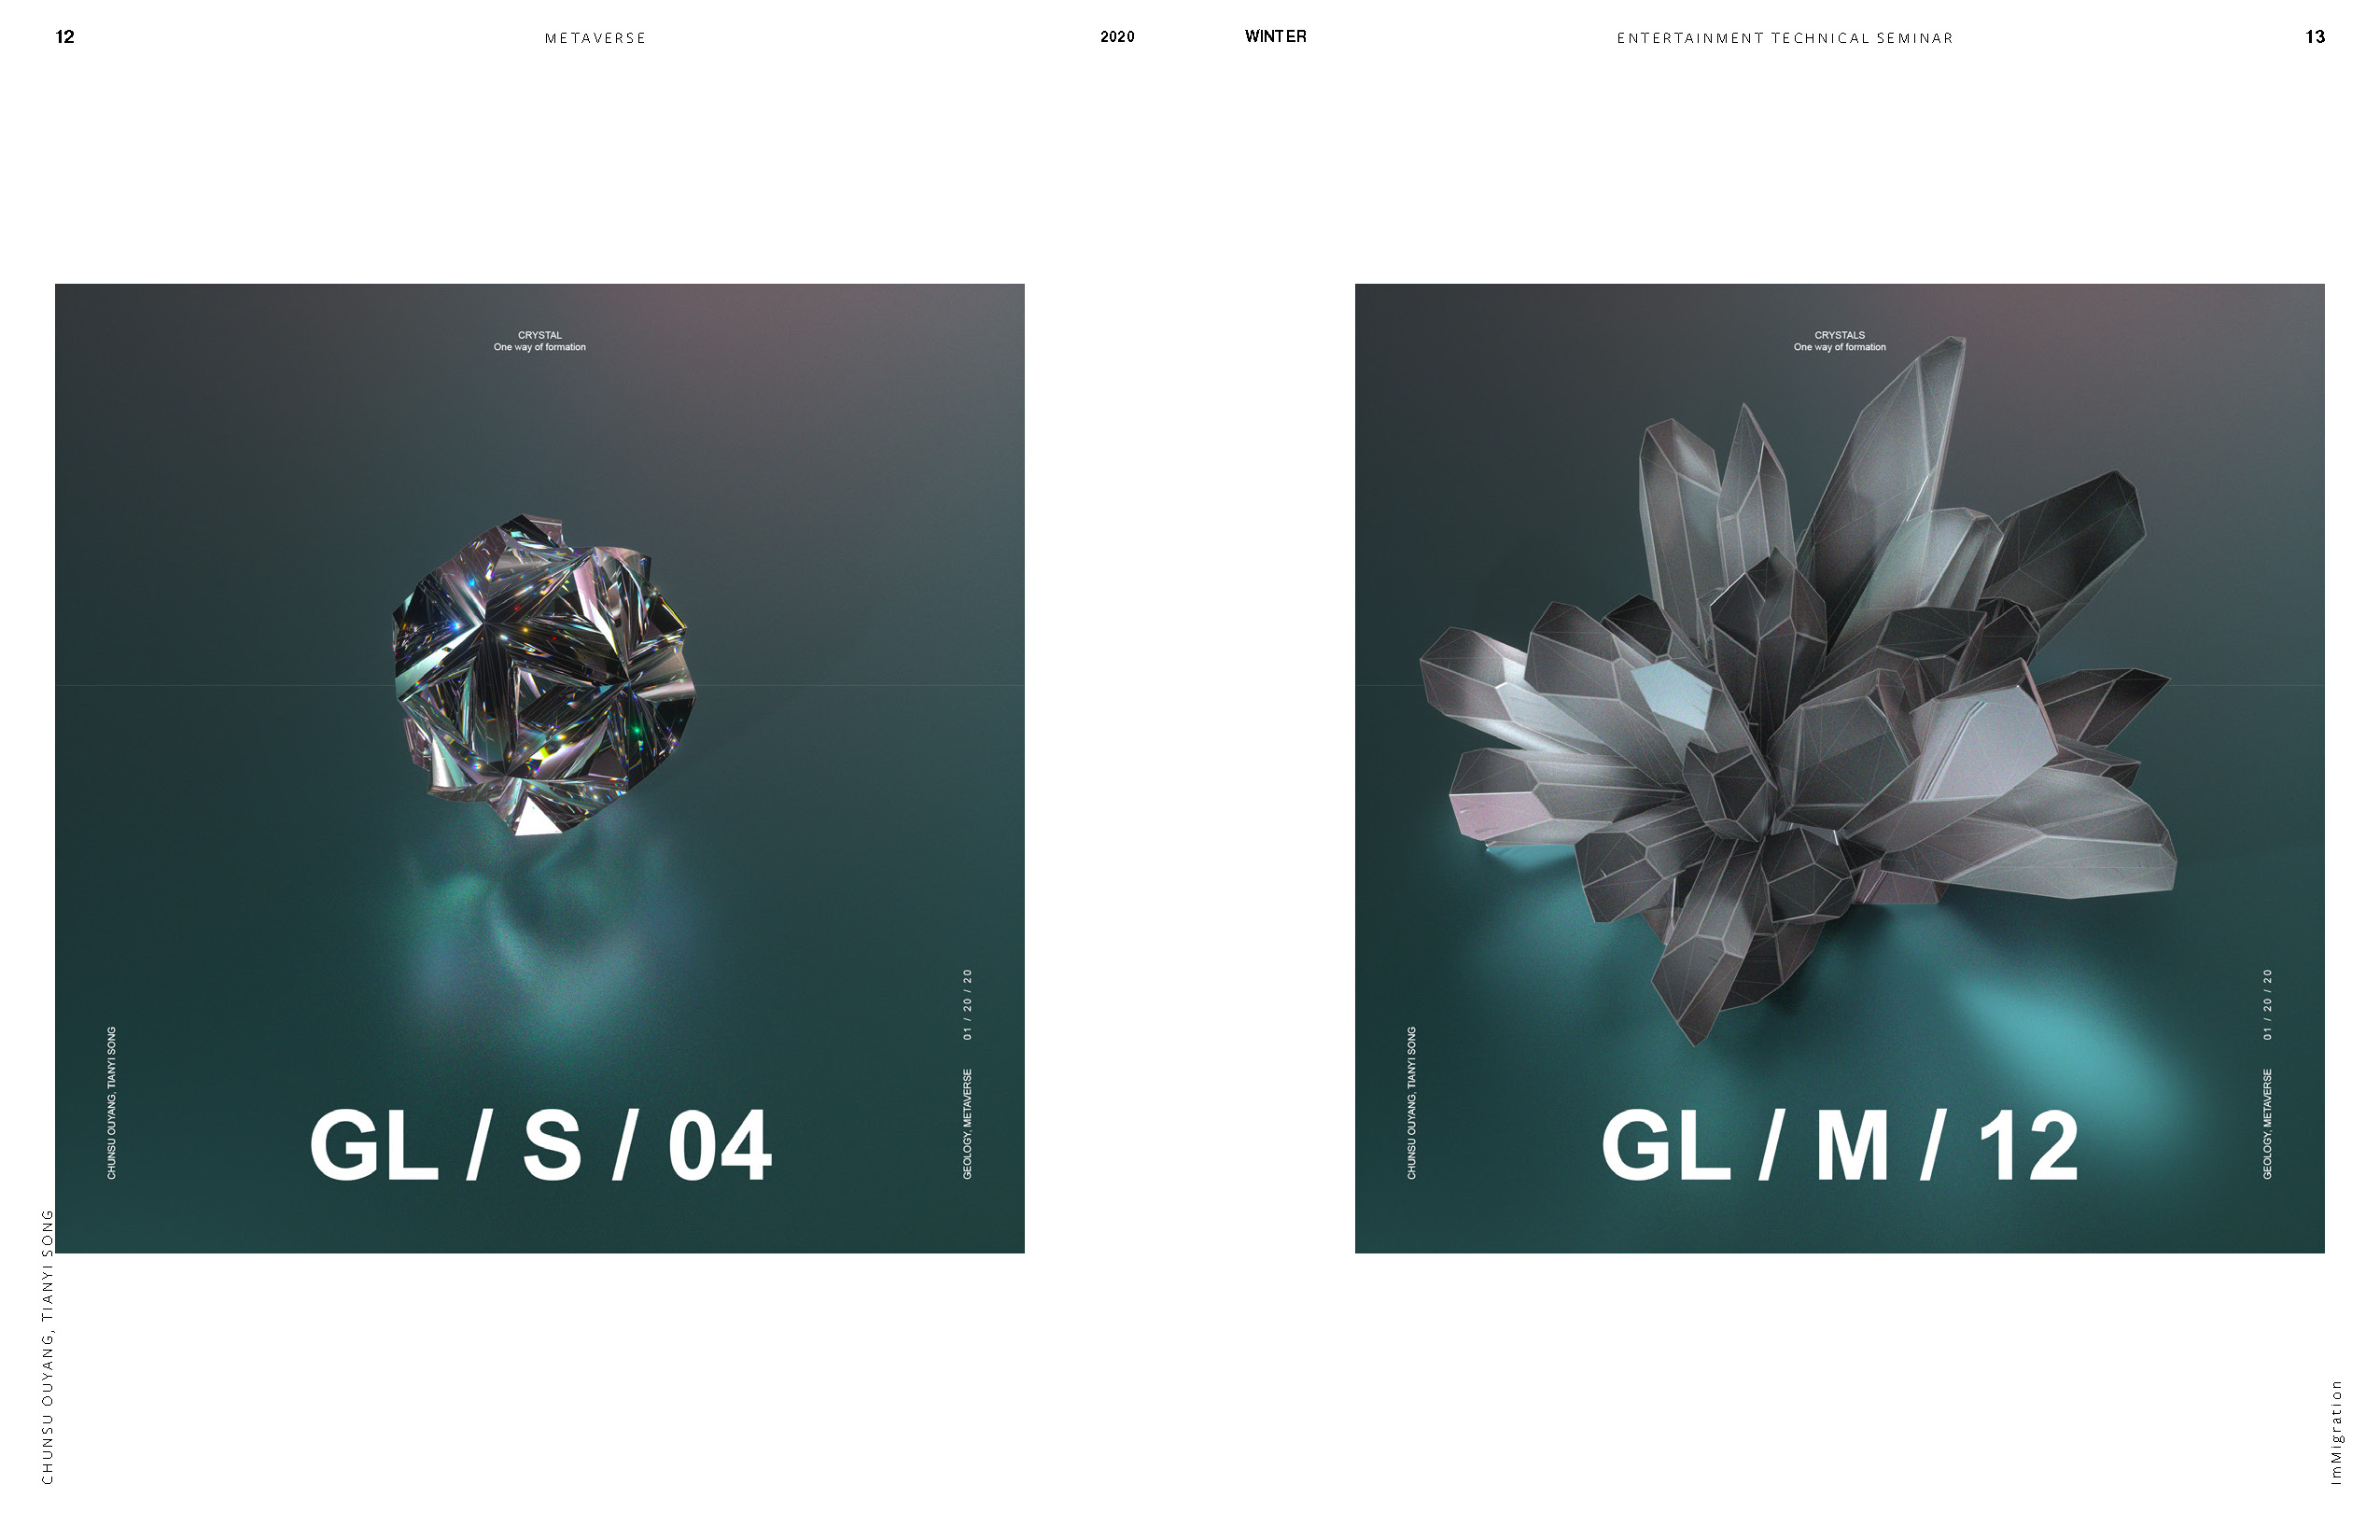 12
METAVERSE
2020
WINTER
ENTERTAINMENT TECHNICAL SEMINAR
13
CRYSTAL
One way of formation
CHUNSU OUYANG, TIANYI SONG
GEOLOGY, METAVERSE 01 / 20 / 20
GL / S / 04
CRYSTALS
One way of formation
CHUNSU OUYANG, TIANYI SONG
GEOLOGY, METAVERSE 01 / 20 / 20
GL / M / 12
CHUNSU OUYANG, TIANYI SONG
ImMigration